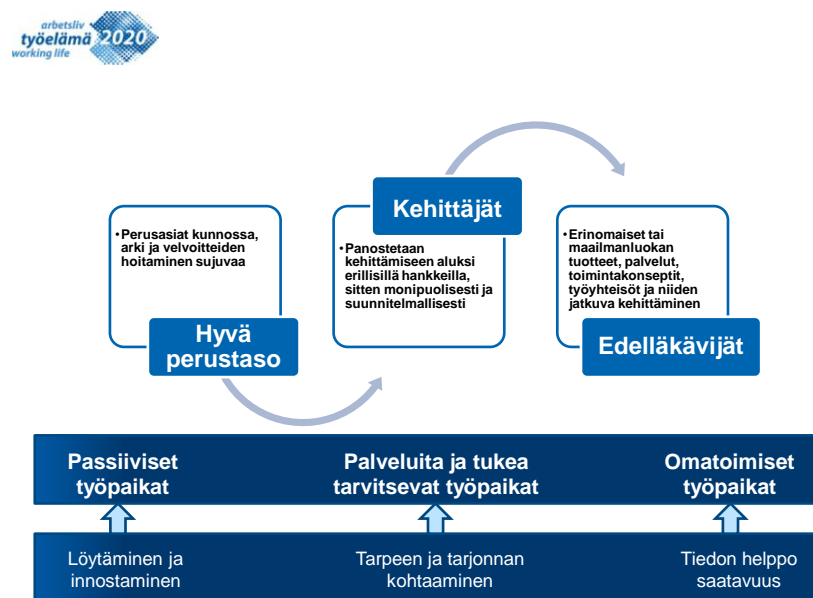 arbetsliv
työelämä 2020
working life
Kehittäjät
•Perusasiat kunnossa,
arki ja velvoitteiden
hoitaminen sujuvaa
Hyvä
perustaso
•Panostetaan
kehittämiseen aluksi
erillisillä hankkeilla,
sitten monipuolisesti ja
suunnitelmallisesti
•Erinomaiset tai
maailmanluokan
tuotteet, palvelut,
toimintakonseptit,
työyhteisöt ja niiden
jatkuva kehittäminen
Edelläkävijät
Passiiviset
työpaikat
Palveluita ja tukea
tarvitsevat työpaikat
Omatoimiset
työpaikat
Löytäminen ja
innostaminen
Tarpeen ja tarjonnan
kohtaaminen
Tiedon helppo
saatavuus